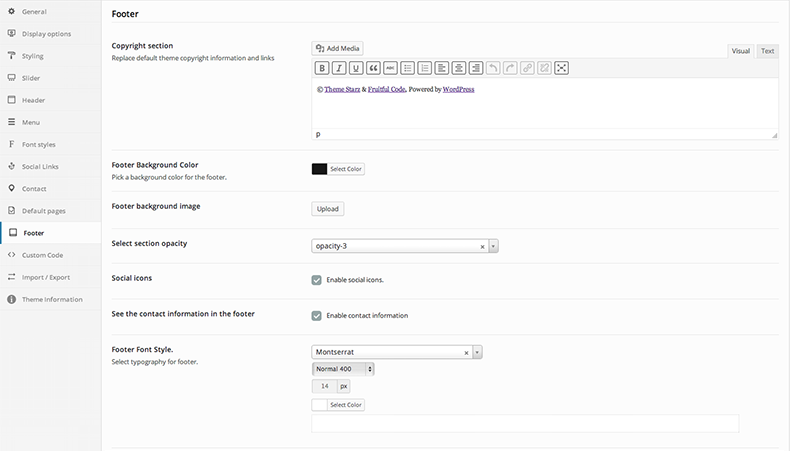 General
Display options
Styling
Slider
Header
Menu
Font styles
Social Links
Contact
Default pages
Footer
Custom Code
Import / Export
Theme Information
Footer
Copyright section
Replace default theme copyright information and links
Add Media
Visual
Text
B I U ABC
© Theme Starz & Fruitful Code, Powered by WordPress
p
Footer Background Color
Pick a background color for the footer.
Select Color
Footer background image
Upload
Select section opacity
opacity-3
Social icons
Enable social icons.
See the contact information in the footer
Enable contact information
Footer Font Style.
Select typography for footer.
Montserrat
Normal 400
14 px
Select Color